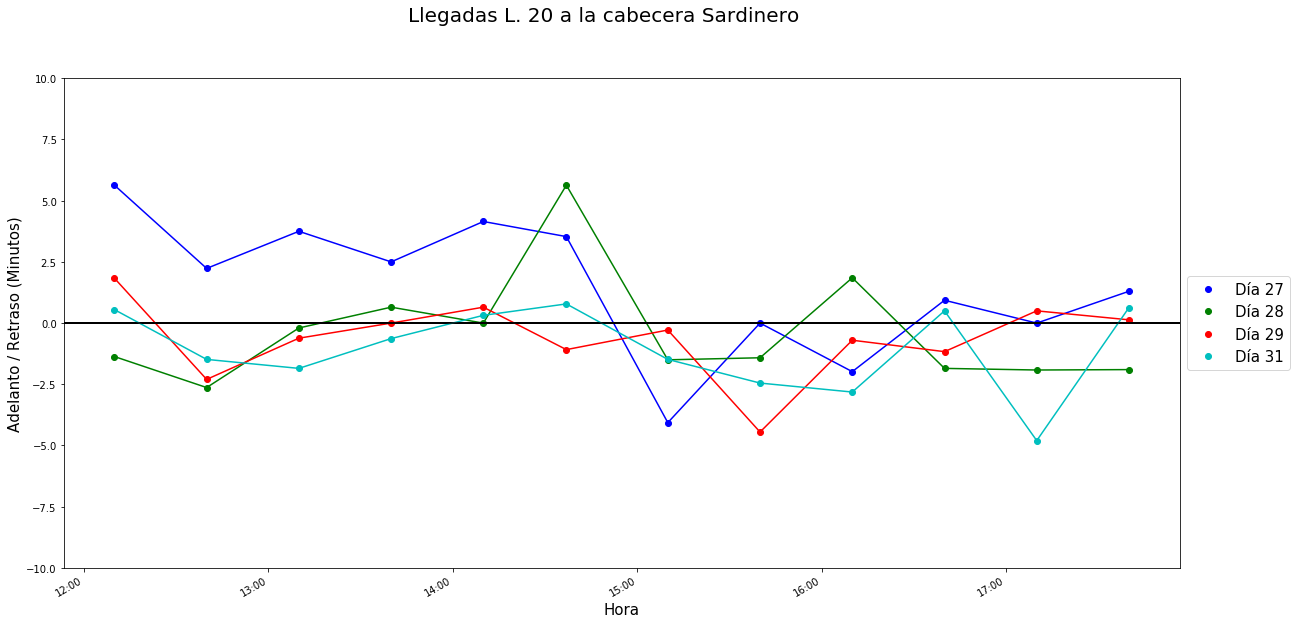 Llegadas L. 20 a la cabecera Sardinero
Adelanto / Retraso (Minutos)
10.0
7.5
5.0
2.5
0.0
−2.5
−5.0
−7.5
−10.0
12:00
13:00
14:00
15:00
16:00
17:00
Hora
Día 27
Día 28
Día 29
Día 31